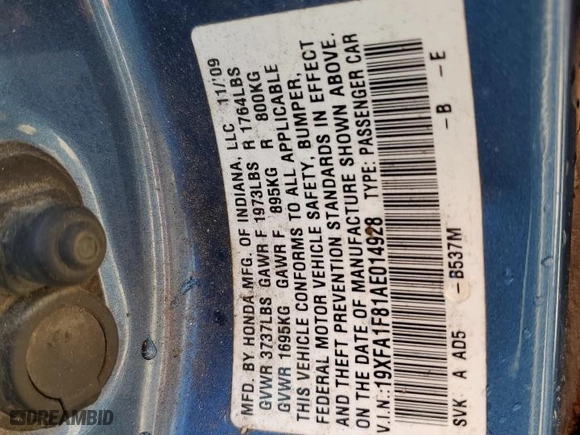 MFD. BY HONDA MFG. OF INDIANA, LLC 11/'09
GVWR 3737LBS GAWR F 1973LBS R 1764LBS
GVWR 1695KG GAWR F 895KG R 800KG
THIS VEHICLE CONFORMS TO ALL APPLICABLE
FEDERAL MOTOR VEHICLE SAFETY, BUMPER,
AND THEFT PREVENTION STANDARDS IN EFFECT
ON THE DATE OF MANUFACTURE SHOWN ABOVE.
V.I.N.: 19XFA1F81AE014928 TYPE: PASSENGER CAR
SVK A AD5 -B537M -B -E
DREAMBID